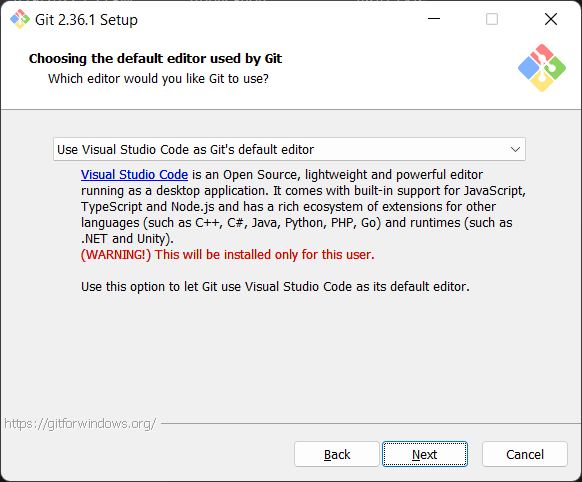 Git 2.36.1 Setup
Choosing the default editor used by Git
Which editor would you like Git to use?
Use Visual Studio Code as Git's default editor
Visual Studio Code is an Open Source, lightweight and powerful editor
running as a desktop application. It comes with built-in support for JavaScript,
TypeScript and Node.js and has a rich ecosystem of extensions for other
languages (such as C++, C#, Java, Python, PHP, Go) and runtimes (such as
.NET and Unity).
(WARNING!) This will be installed only for this user.
Use this option to let Git use Visual Studio Code as its default editor.
https://gitforwindows.org/
Back Next Cancel